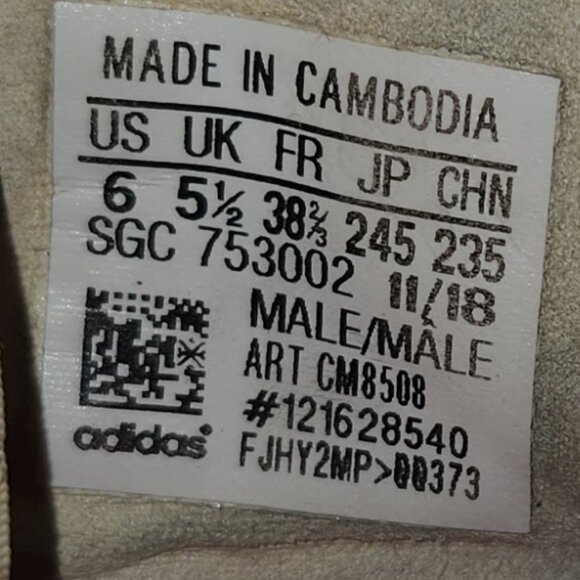 MADE IN CAMBODIA
US UK FR JP CHN
6 5½ 38⅔ 245 235
SGC 753002 11/18
MALE/MÂLE
ART CM8508
#121628540
adidas
FJHY2MP>00373